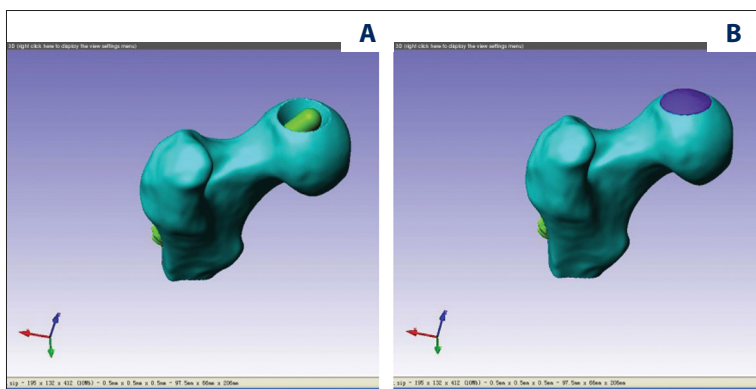 A
B
3D (right click here to display the view settings menu)
3D (right click here to display the view settings menu)
.sip - 195 x 132 x 412 (10Mb) - 0.5mm x 0.5mm x 0.5mm - 97.5mm x 66mm x 206mm
.sip - 195 x 132 x 412 (10Mb) - 0.5mm x 0.5mm x 0.5mm - 97.5mm x 66mm x 206mm